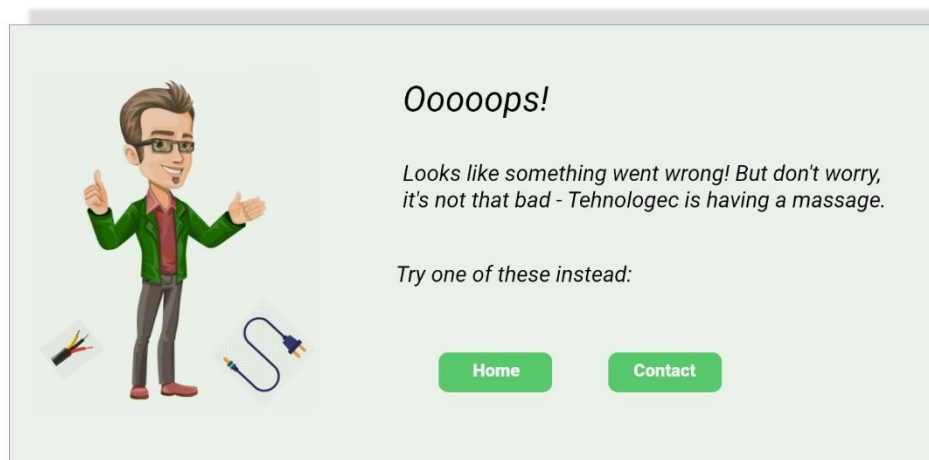 Ooooops!
Looks like something went wrong! But don't worry,
it's not that bad - Tehnologec is having a massage.
Try one of these instead:
Home
Contact